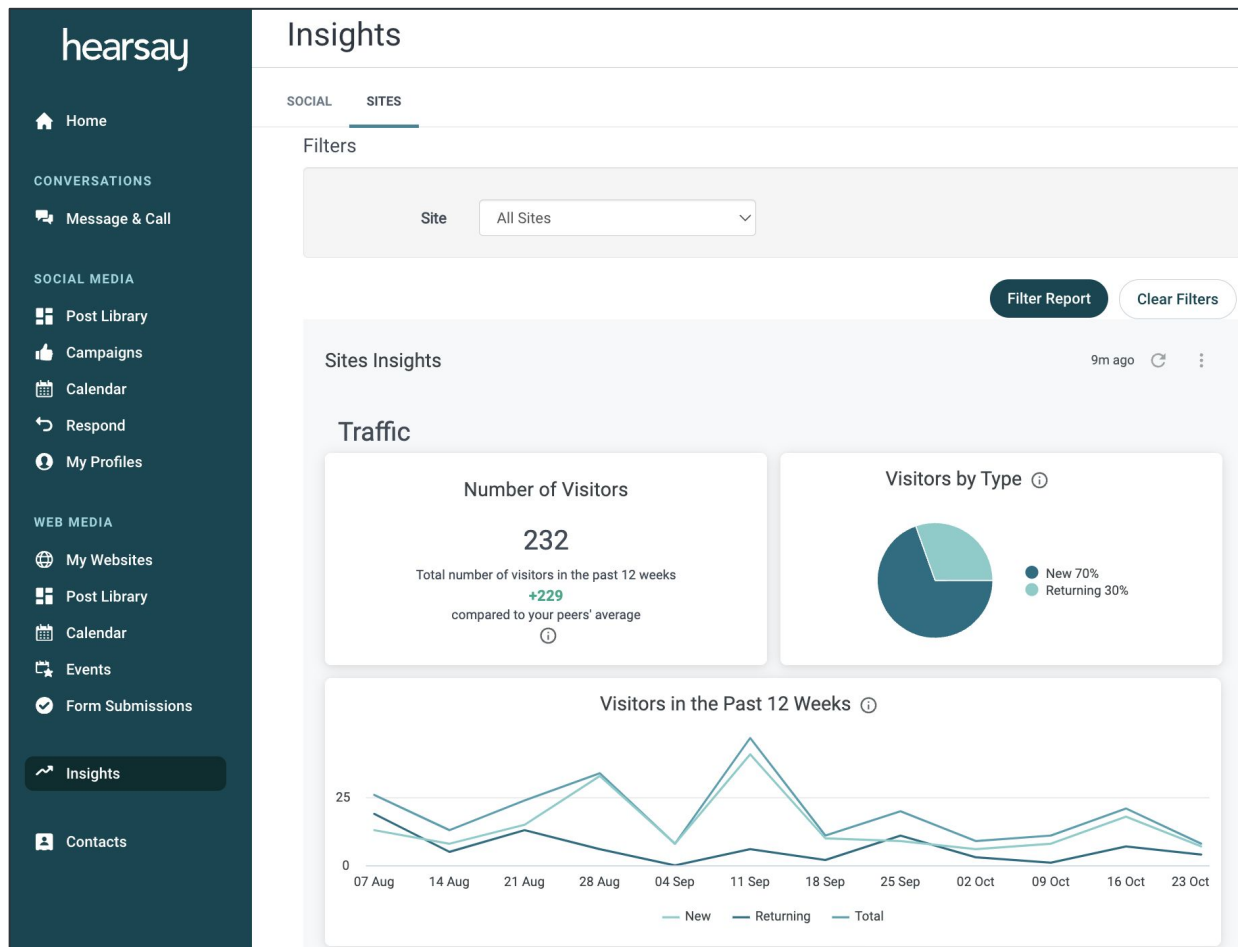 hearsay
Home
CONVERSATIONS
Message & Call
SOCIAL MEDIA
Post Library
Campaigns
Calendar
Respond
My Profiles
WEB MEDIA
My Websites
Post Library
Calendar
Events
Form Submissions
Insights
Contacts
Insights
SOCIAL SITES
Filters
Site All Sites
Filter Report Clear Filters
Sites Insights 9m ago
Traffic
Number of Visitors
232
Total number of visitors in the past 12 weeks
+229
compared to your peers' average
Visitors by Type
New 70%
Returning 30%
Visitors in the Past 12 Weeks
25
0
07 Aug 14 Aug 21 Aug 28 Aug 04 Sep 11 Sep 18 Sep 25 Sep 02 Oct 09 Oct 16 Oct 23 Oct
New Returning Total